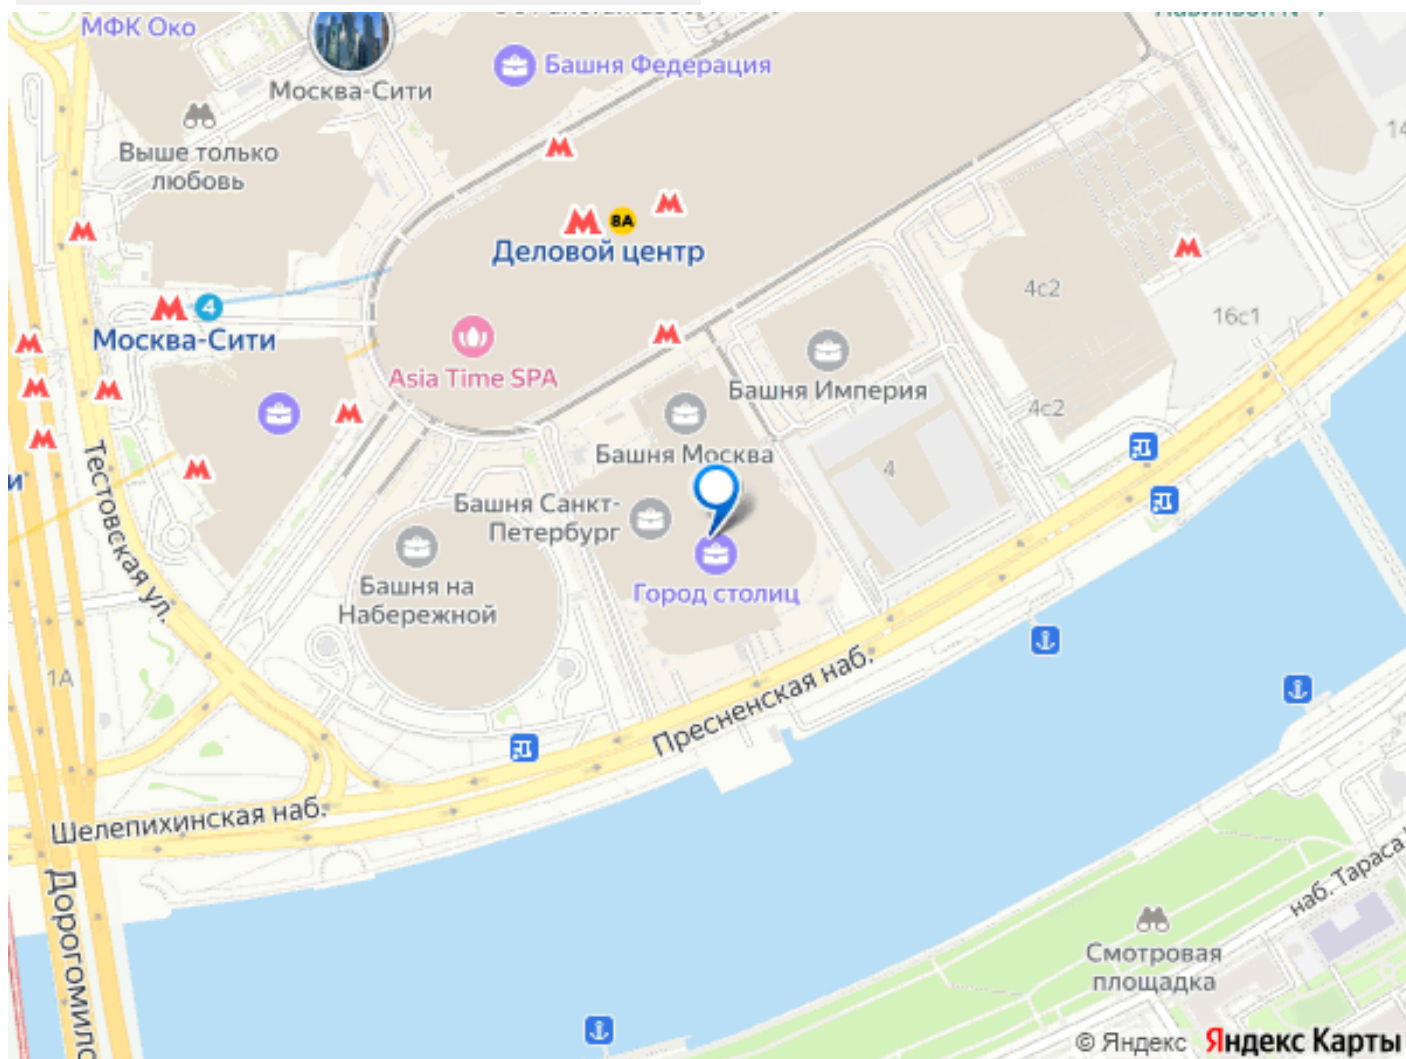 МФК Око
Башня Федерация
Москва-Сити
14
Выше только
любовь
8А
Деловой центр
4с2
4
16с1
Москва-Сити
Asia Time SPA
Башня Империя
4с2
Башня Москва
4
и
Тестовская ул.
Башня Санкт-
Петербург
Башня на
Набережной
Город столиц
1А
Пресненская наб.
Шелепихинская наб.
наб. Тараса
Дорогомило
Смотровая
площадка
© Яндекс Яндекс Карты